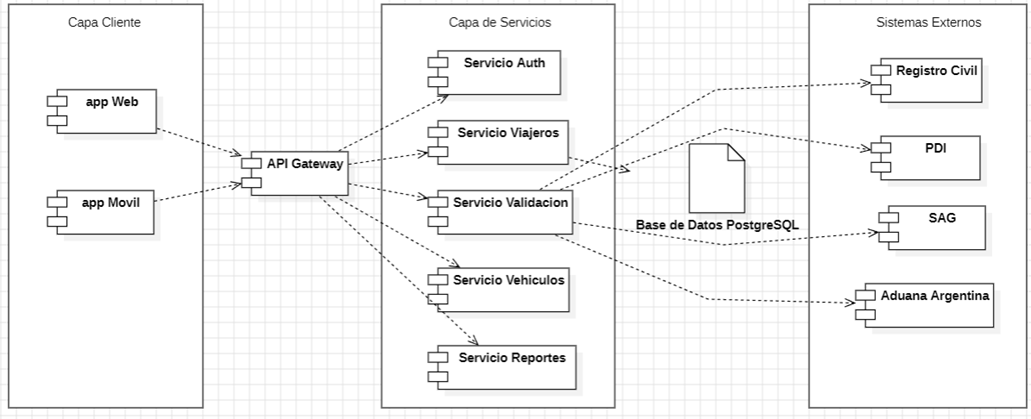 Capa Cliente
app Web
app Movil
API Gateway
Capa de Servicios
Servicio Auth
Servicio Viajeros
Servicio Validacion
Servicio Vehiculos
Servicio Reportes
Base de Datos PostgreSQL
Sistemas Externos
Registro Civil
PDI
SAG
Aduana Argentina